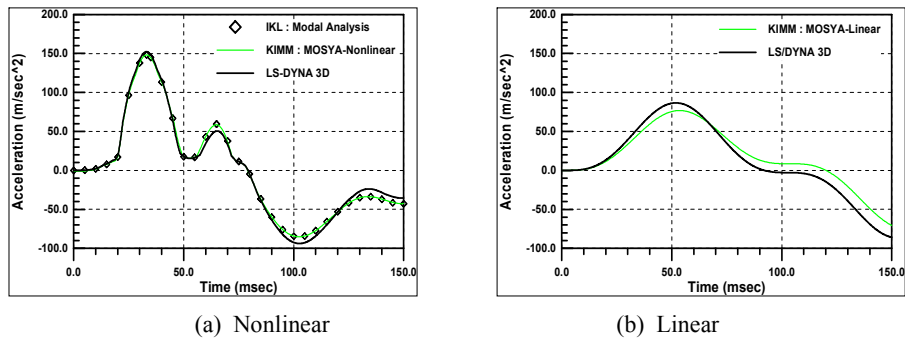 IKL : Modal Analysis
KIMM : MOSYA-Nonlinear
LS-DYNA 3D
Acceleration (m/sec^2)
200.0
150.0
100.0
50.0
0.0
-50.0
-100.0
0.0 50.0 100.0 150.0
Time (msec)
(a) Nonlinear
KIMM : MOSYA-Linear
LS/DYNA 3D
Acceleration (m/sec^2)
200.0
150.0
100.0
50.0
0.0
-50.0
-100.0
0.0 50.0 100.0 150.0
Time (msec)
(b) Linear